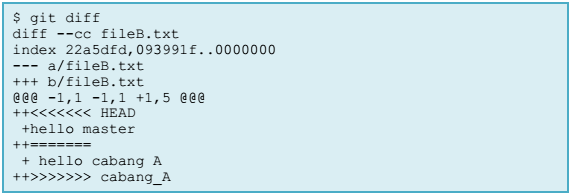 $ git diff
diff --cc fileB.txt
index 22a5dfd,093991f..0000000
--- a/fileB.txt
+++ b/fileB.txt
@@@ -1,1 -1,1 +1,5 @@@
++<<<<<<< HEAD
 +hello master
++=======
 + hello cabang A
++>>>>>>> cabang_A